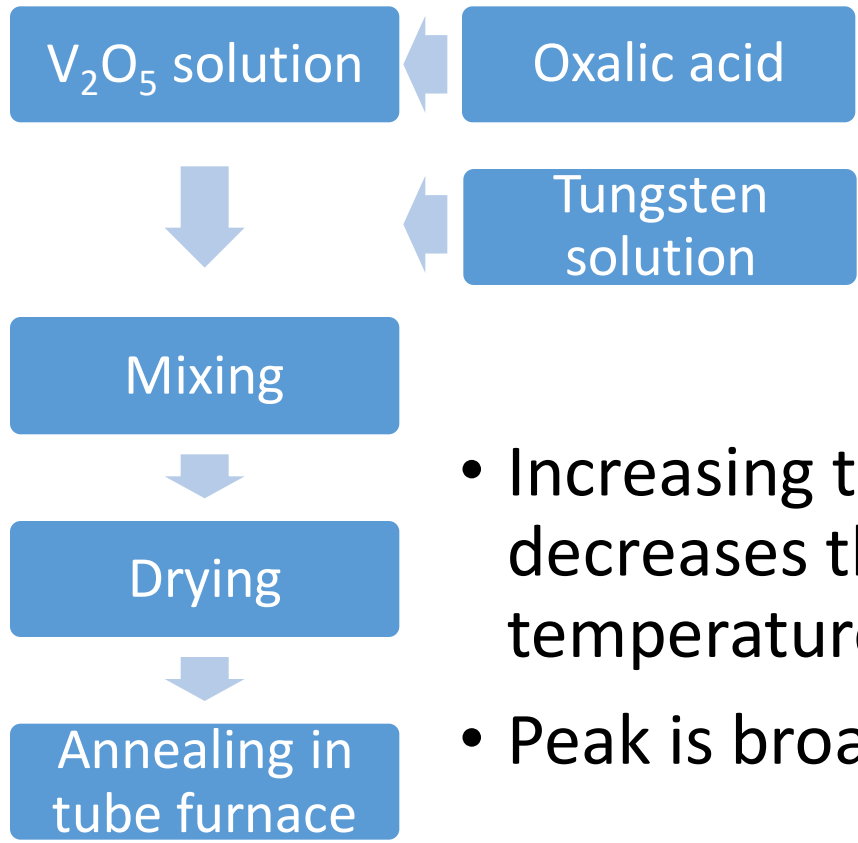 V₂O₅ solution
Oxalic acid
Tungsten
solution
Mixing
Drying
Annealing in
tube furnace
• Increasing
decreases
temperature
• Peak is